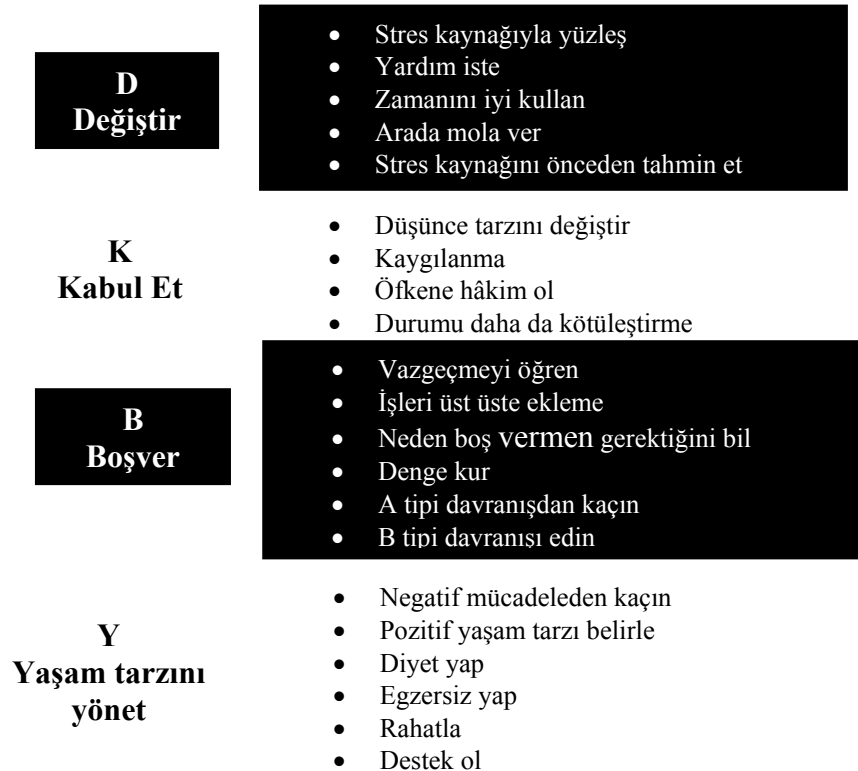 D
Değiştir
• Stres kaynağıyla yüzleş
• Yardım iste
• Zamanını iyi kullan
• Arada mola ver
• Stres kaynağını önceden tahmin et
K
Kabul Et
• Düşünce tarzını değiştir
• Kaygılanma
• Öfkene hâkim ol
• Durumu daha da kötüleştirme
B
Boşver
• Vazgeçmeyi öğren
• İşleri üst üste ekleme
• Neden boş vermen gerektiğini bil
• Denge kur
• A tipi davranışdan kaçın
• B tipi davranışı edin
Y
Yaşam tarzını
yönet
• Negatif mücadeleden kaçın
• Pozitif yaşam tarzı belirle
• Diyet yap
• Egzersiz yap
• Rahatla
• Destek ol